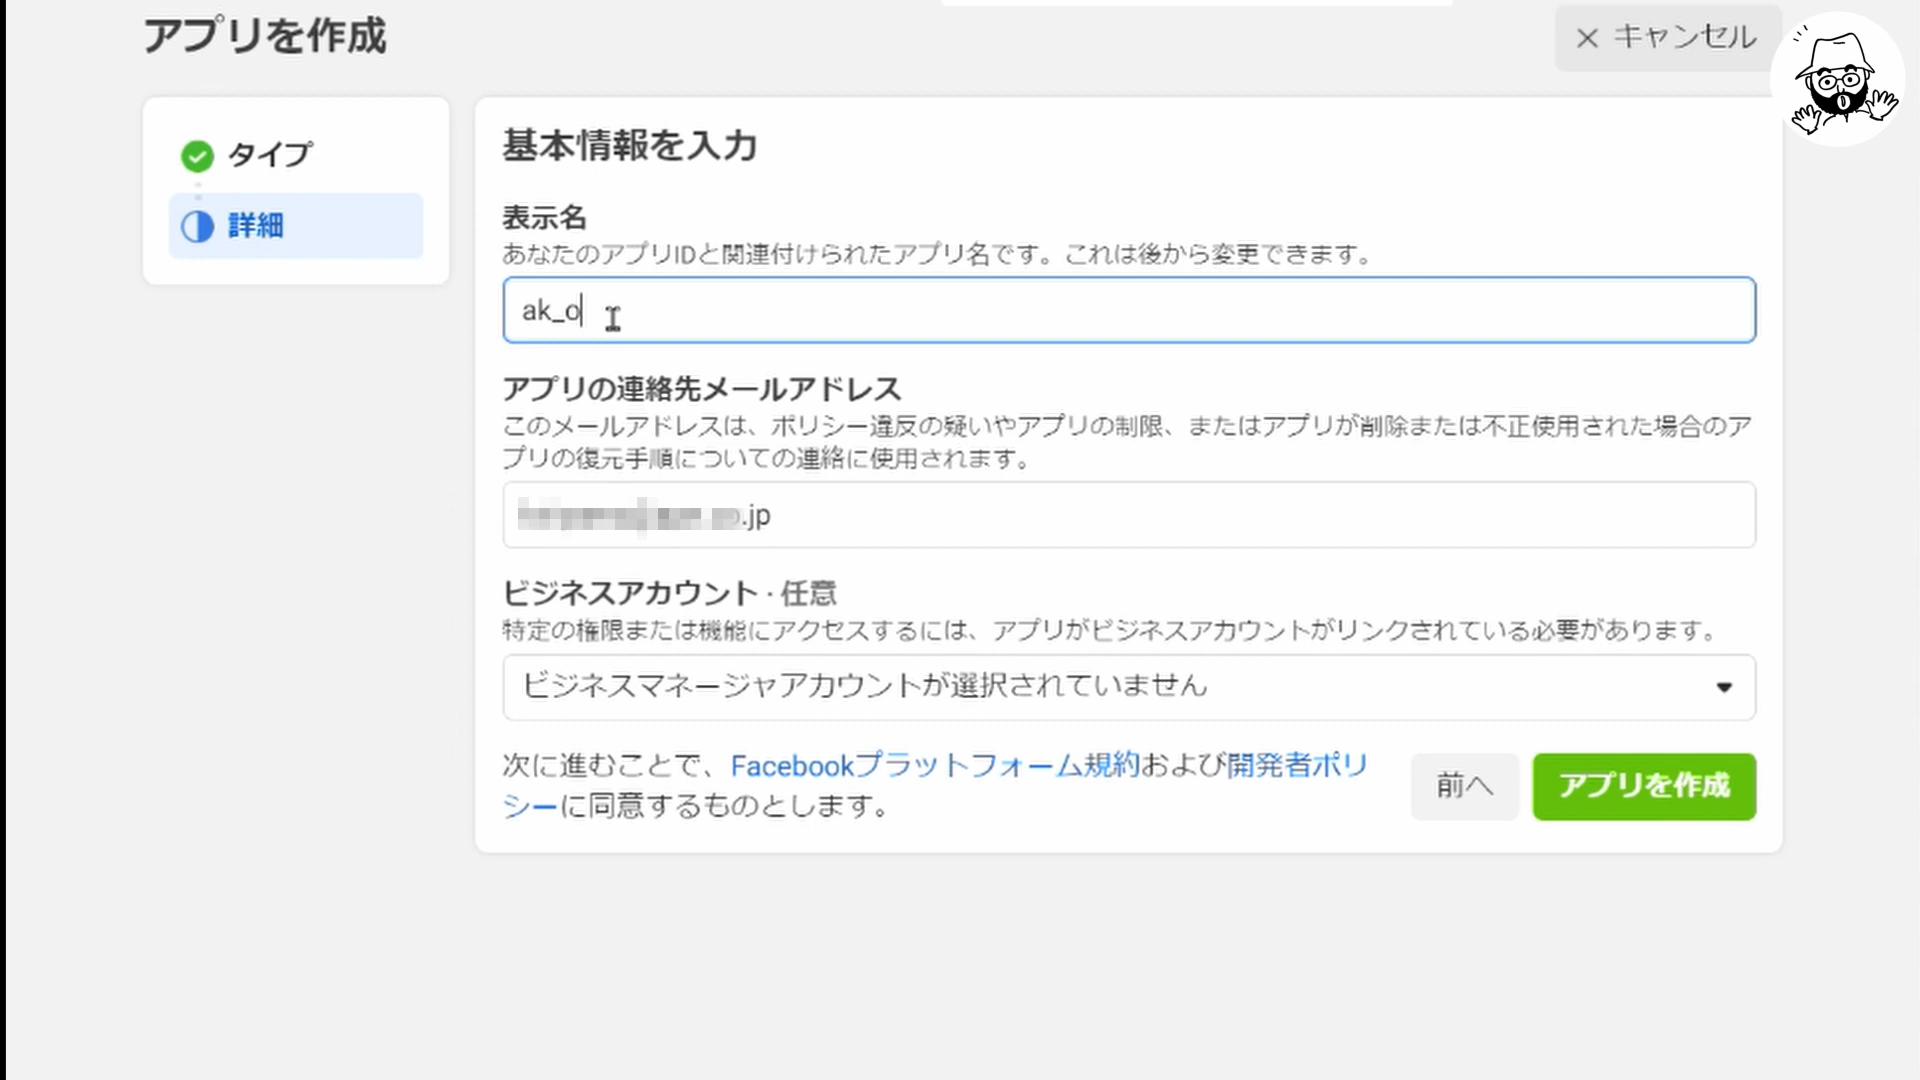 アプリを作成
キャンセル
タイプ
詳細
基本情報を入力
表示名
あなたのアプリIDと関連付けられたアプリ名です。これは後から変更できます。
ak_o
アプリの連絡先メールアドレス
このメールアドレスは、ポリシー違反の疑いやアプリの制限、またはアプリが削除または不正使用された場合のア
プリの復元手順についての連絡に使用されます。
.jp
ビジネスアカウント · 任意
特定の権限または機能にアクセスするには、アプリがビジネスアカウントがリンクされている必要があります。
ビジネスマネージャアカウントが選択されていません
次に進むことで、Facebookプラットフォーム規約および開発者ポリ
シーに同意するものとします。
前へ
アプリを作成